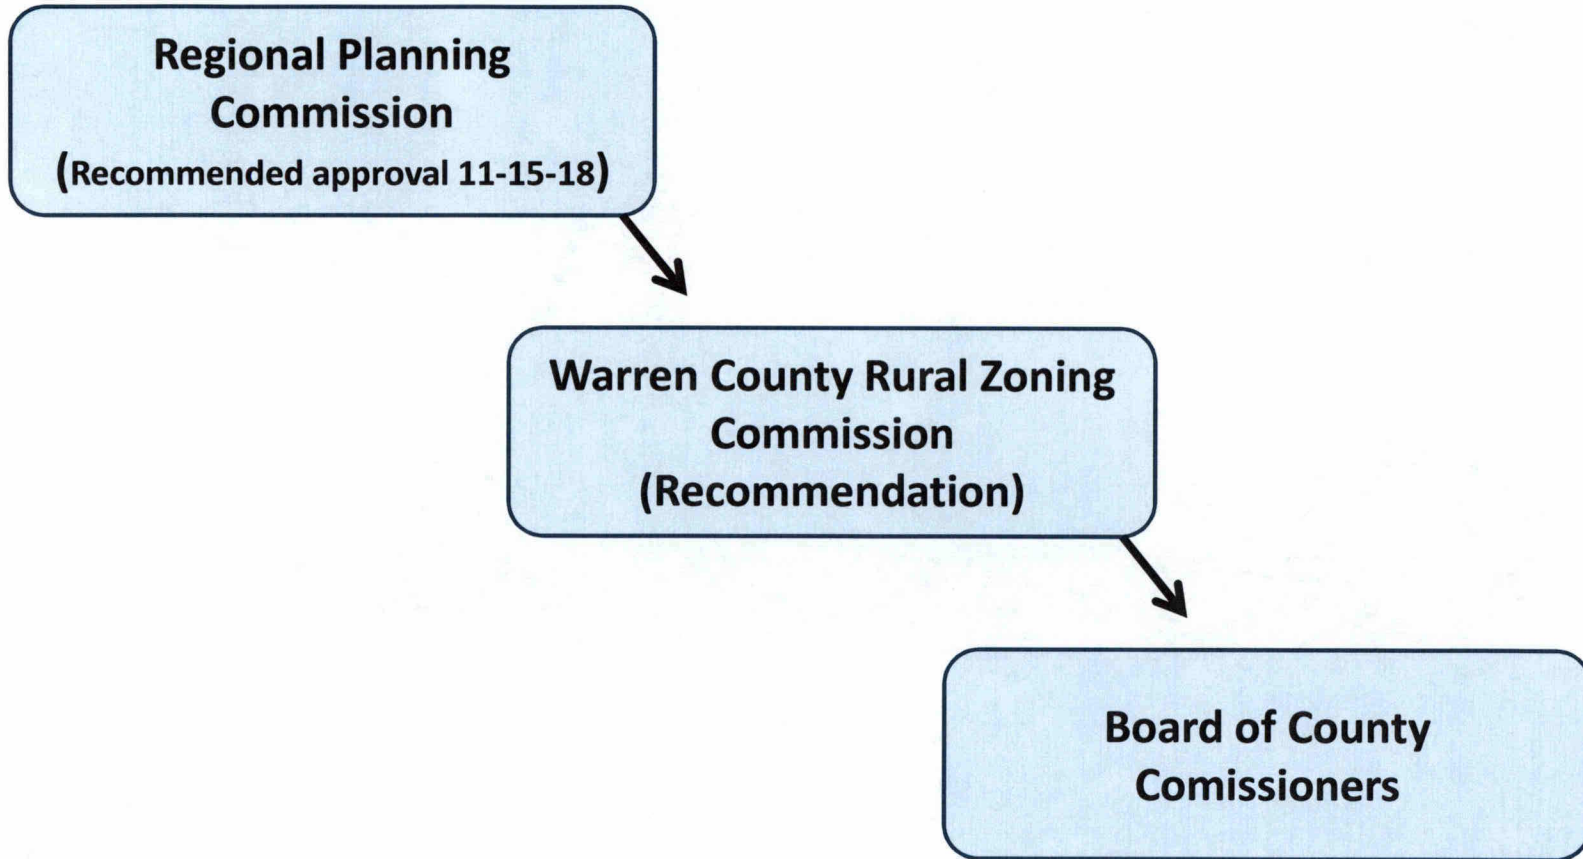 Regional Planning
Commission
(Recommended approval 11-15-18)
Warren County Rural Zoning
Commission
(Recommendation)
Board of County
Comissioners